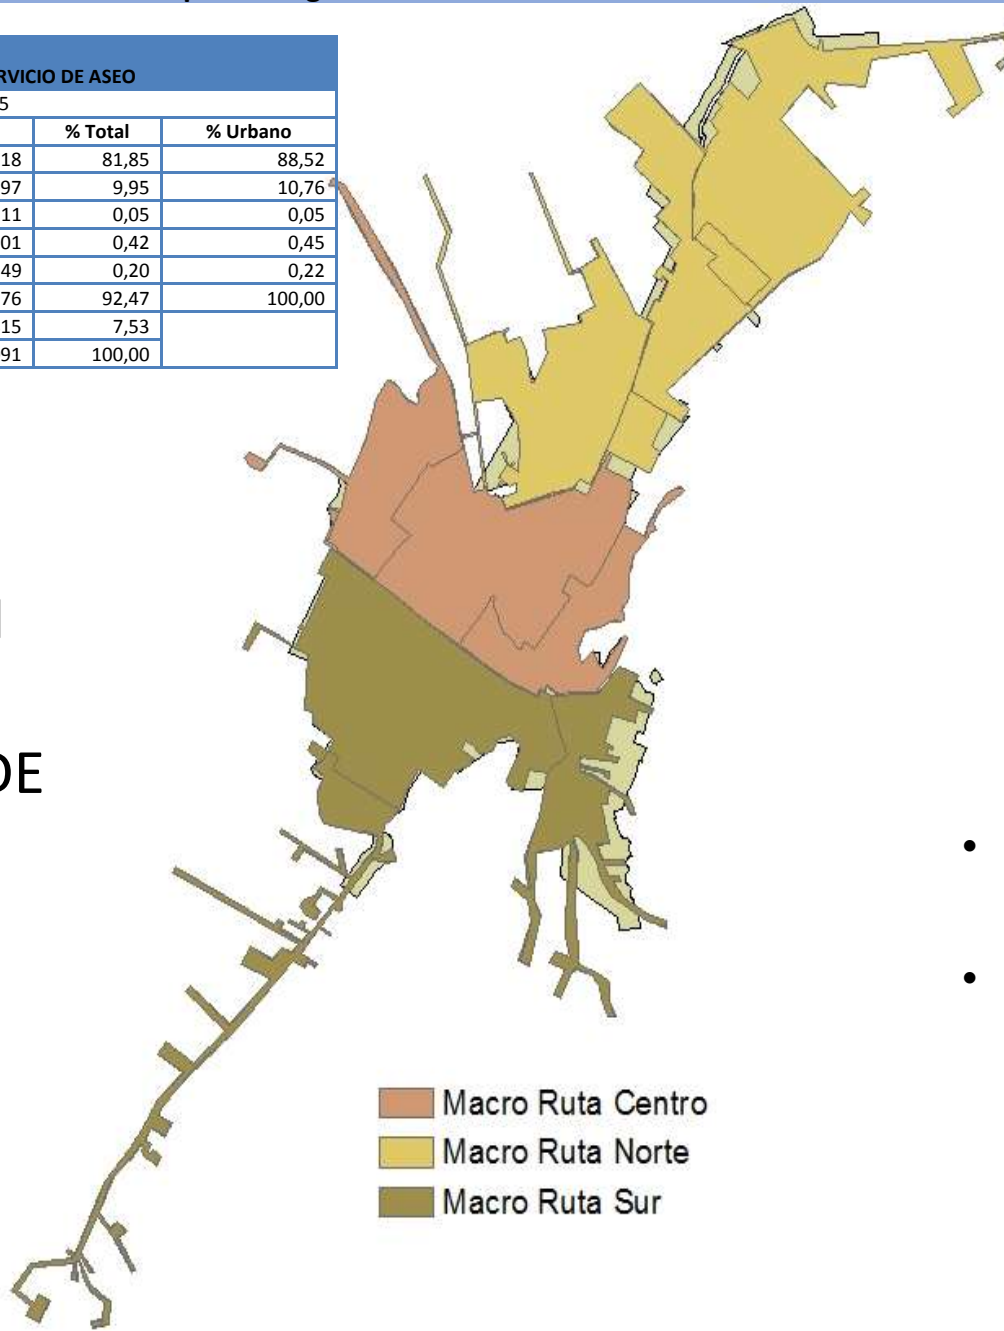 RVICIO DE ASEO
5
% Total % Urbano
18 81,85 88,52
97 9,95 10,76
11 0,05 0,05
01 0,42 0,45
49 0,20 0,22
76 92,47 100,00
15 7,53
91 100,00
DE
•
•
Macro Ruta Centro
Macro Ruta Norte
Macro Ruta Sur